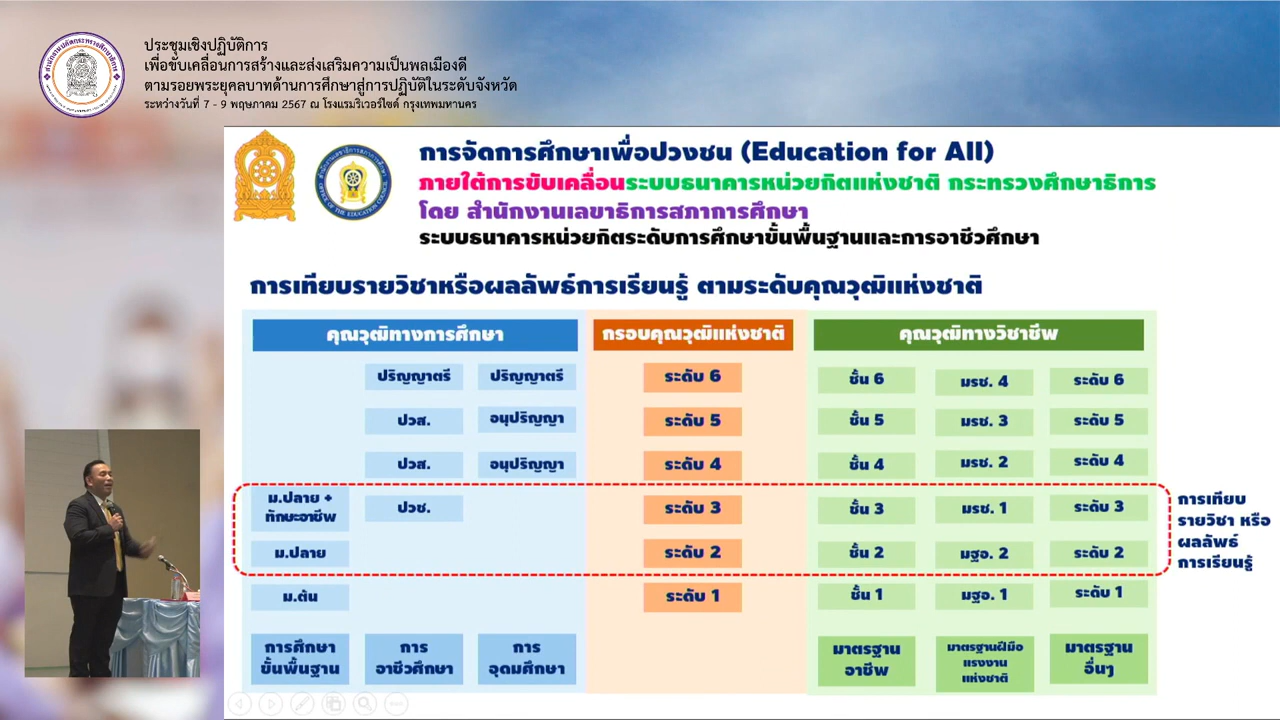 ประชุมเชิงปฏิบัติการ
เพื่อขับเคลื่อนการสร้างและส่งเสริมความเป็นพลเมืองดี
ตามรอยพระยุคลบาทด้านการศึกษาสู่การปฏิบัติในระดับจังหวัด
ระหว่างวันที่ 7 - 9 พฤษภาคม 2567 ณ โรงแรมริเวอร์ไซด์ กรุงเทพมหานคร
การจัดการศึกษาเพื่อปวงชน (Education for All)
ภายใต้การขับเคลื่อนระบบธนาคารหน่วยกิตแห่งชาติ กระทรวงศึกษาธิการ
โดย สำนักงานเลขาธิการสภาการศึกษา
ระบบธนาคารหน่วยกิตระดับการศึกษาขั้นพื้นฐานและการอาชีวศึกษา
การเทียบรายวิชาหรือผลลัพธ์การเรียนรู้ ตามระดับคุณวุฒิแห่งชาติ
คุณวุฒิทางการศึกษา กรอบคุณวุฒิแห่งชาติ คุณวุฒิทางวิชาชีพ
ปริญญาตรี ปริญญาตรี ระดับ 6 ชั้น 6 มรช. 4 ระดับ 6
ปวส. อนุปริญญา ระดับ 5 ชั้น 5 มรช. 3 ระดับ 5
ปวส. อนุปริญญา ระดับ 4 ชั้น 4 มรช. 2 ระดับ 4
ม.ปลาย +
ทักษะอาชีพ ปวช. ระดับ 3 ชั้น 3 มรช. 1 ระดับ 3
ม.ปลาย ระดับ 2 ชั้น 2 มฐอ. 2 ระดับ 2
การเทียบ
รายวิชา หรือ
ผลลัพธ์
การเรียนรู้
ม.ต้น ระดับ 1 ชั้น 1 มฐอ. 1 ระดับ 1
การศึกษา
ขั้นพื้นฐาน
การ
อาชีวศึกษา
การ
อุดมศึกษา
มาตรฐาน
อาชีพ
มาตรฐานฝีมือ
แรงงาน
แห่งชาติ
มาตรฐาน
อื่นๆ